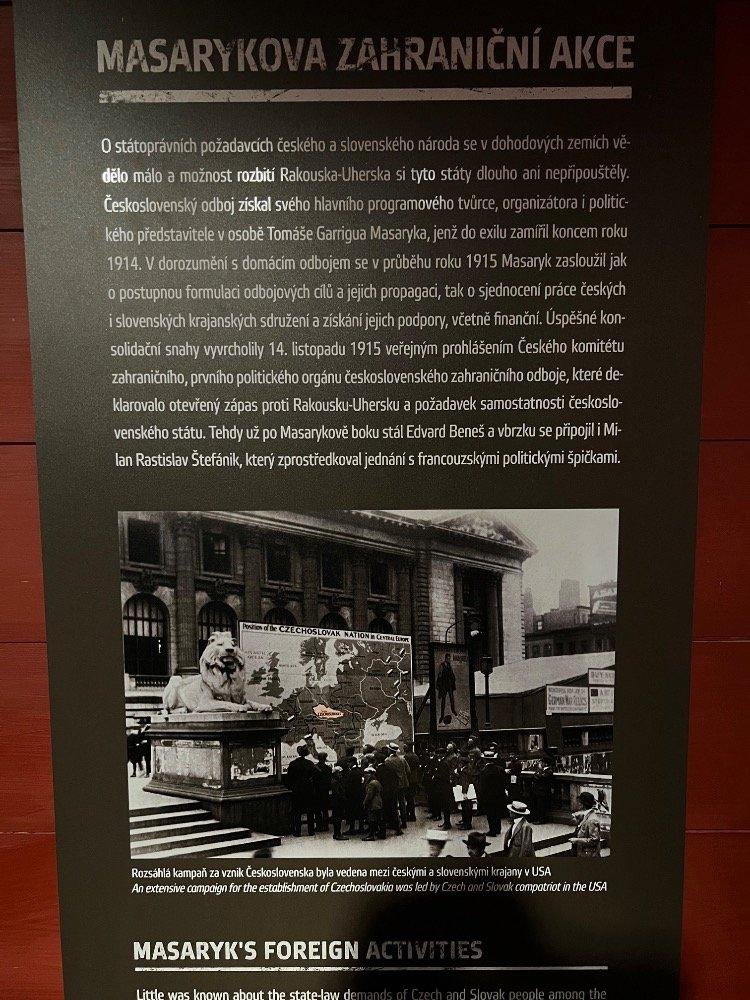 MASARYKOVA ZAHRANIČNÍ AKCE
O státoprávních požadavcích českého a slovenského národa se v dohodových zemích vě-
dělo málo a možnost rozbití Rakouska-Uherska si tyto státy dlouho ani nepřipouštěly.
Československý odboj získal svého hlavního programového tvůrce, organizátora i politic-
kého představitele v osobě Tomáše Garrigua Masaryka, jenž do exilu zamířil koncem roku
1914. V dorozumění s domácím odbojem se v průběhu roku 1915 Masaryk zasloužil jak
o postupnou formulaci odbojových cílů a jejich propagaci, tak o sjednocení práce českých
i slovenských krajanských sdružení a získání jejich podpory, včetně finanční. Úspěšné kon-
solidační snahy vyvrcholily 14. listopadu 1915 veřejným prohlášením Českého komitétu
zahraničního, prvního politického orgánu československého zahraničního odboje, které de-
klarovalo otevřený zápas proti Rakousku-Uhersku a požadavek samostatnosti českoslo-
venského státu. Tehdy už po Masarykově boku stál Edvard Beneš a vbrzku se připojil i Mi-
lan Rastislav Štefánik, který zprostředkoval jednání s francouzskými politickými špičkami.
Position of the CZECHOSLOVAK NATION in CENTRAL EUROPE
GERMAN WAR RELICS
Rozsáhlá kampaň za vznik Československa byla vedena mezi českými a slovenskými krajany v USA
An extensive campaign for the establishment of Czechoslovakia was led by Czech and Slovak compatriot in the USA
MASARYK'S FOREIGN ACTIVITIES
Little was known about the state-law demands of Czech and Slovak people among the